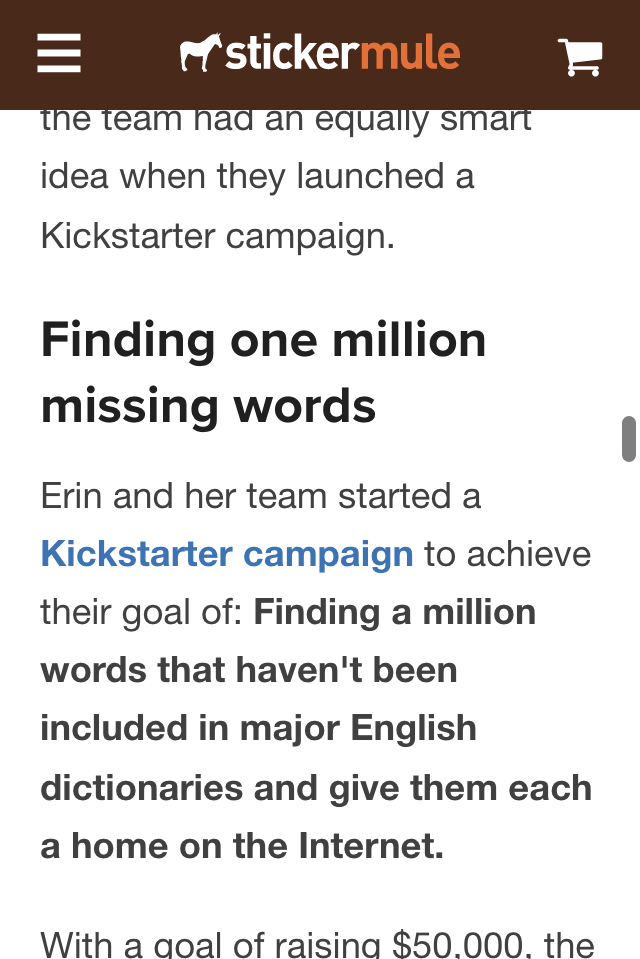 stickermule
the team had an equally smart
idea when they launched a
Kickstarter campaign.
Finding one million
missing words
Erin and her team started a
Kickstarter campaign to achieve
their goal of: Finding a million
words that haven't been
included in major English
dictionaries and give them each
a home on the Internet.
With a goal of raising $50,000, the